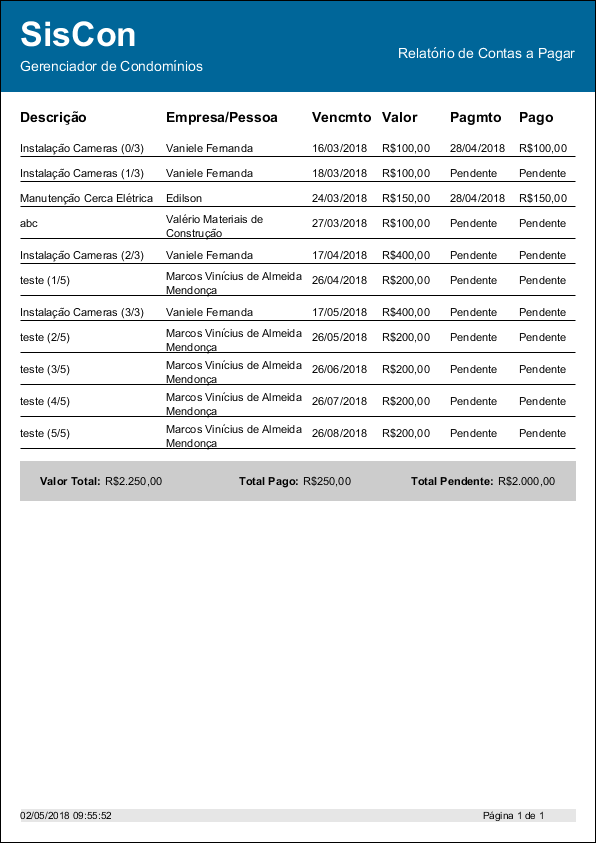 SisCon
Gerenciador de Condomínios
Relatório de Contas a Pagar
Descrição Empresa/Pessoa Vencmto Valor Pagmto Pago
Instalação Cameras (0/3) Vaniele Fernanda 16/03/2018 R$100,00 28/04/2018 R$100,00
Instalação Cameras (1/3) Vaniele Fernanda 18/03/2018 R$100,00 Pendente Pendente
Manutenção Cerca Elétrica Edilson 24/03/2018 R$150,00 28/04/2018 R$150,00
abc Valério Materiais de 27/03/2018 R$100,00 Pendente Pendente
Construção
Instalação Cameras (2/3) Vaniele Fernanda 17/04/2018 R$400,00 Pendente Pendente
teste (1/5) Marcos Vinícius de Almeida 26/04/2018 R$200,00 Pendente Pendente
Mendonça
Instalação Cameras (3/3) Vaniele Fernanda 17/05/2018 R$400,00 Pendente Pendente
teste (2/5) Marcos Vinícius de Almeida 26/05/2018 R$200,00 Pendente Pendente
Mendonça
teste (3/5) Marcos Vinícius de Almeida 26/06/2018 R$200,00 Pendente Pendente
Mendonça
teste (4/5) Marcos Vinícius de Almeida 26/07/2018 R$200,00 Pendente Pendente
Mendonça
teste (5/5) Marcos Vinícius de Almeida 26/08/2018 R$200,00 Pendente Pendente
Mendonça
Valor Total: R$2.250,00 Total Pago: R$250,00 Total Pendente: R$2.000,00
02/05/2018 09:55:52 Página 1 de 1